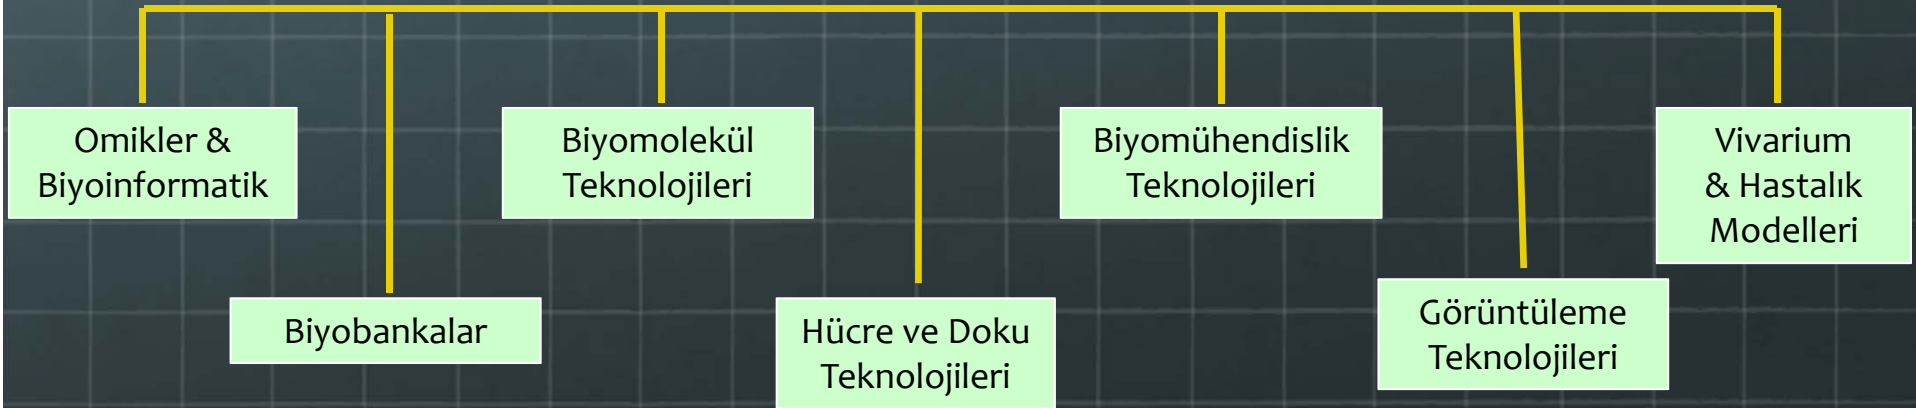 Omikler &
Biyoinformatik
Biyobankalar
Biyomolekül
Teknolojileri
Hücre ve Doku
Teknolojileri
Biyomühendislik
Teknolojileri
Görüntüleme
Teknolojileri
Vivarium
& Hastalık
Modelleri